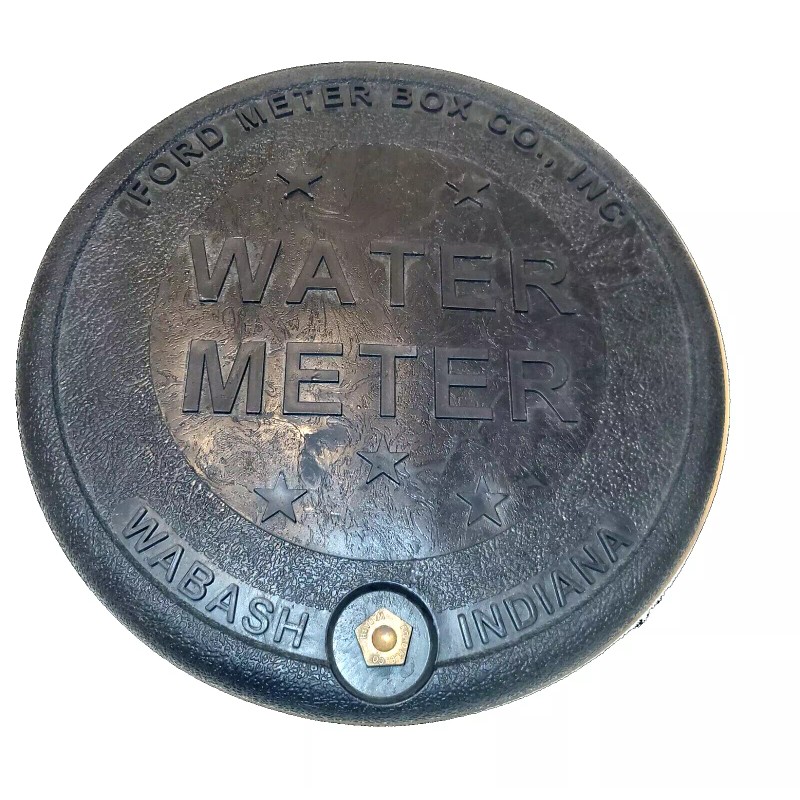 FORD METER BOX CO., INC
WATER
METER
WABASH INDIANA